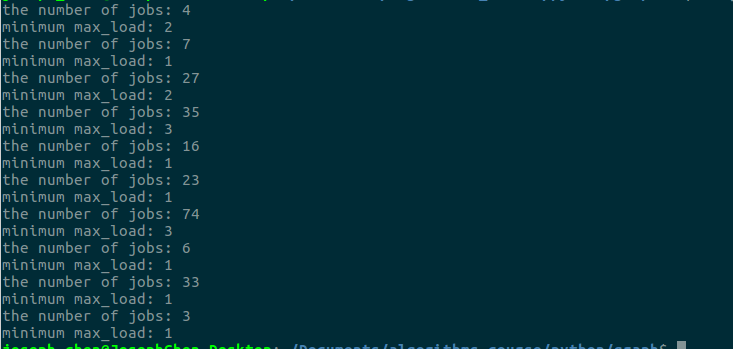 the number of jobs: 4
minimum max_load: 2
the number of jobs: 7
minimum max_load: 1
the number of jobs: 27
minimum max_load: 2
the number of jobs: 35
minimum max_load: 3
the number of jobs: 16
minimum max_load: 1
the number of jobs: 23
minimum max_load: 1
the number of jobs: 74
minimum max_load: 3
the number of jobs: 6
minimum max_load: 1
the number of jobs: 33
minimum max_load: 1
the number of jobs: 3
minimum max_load: 1